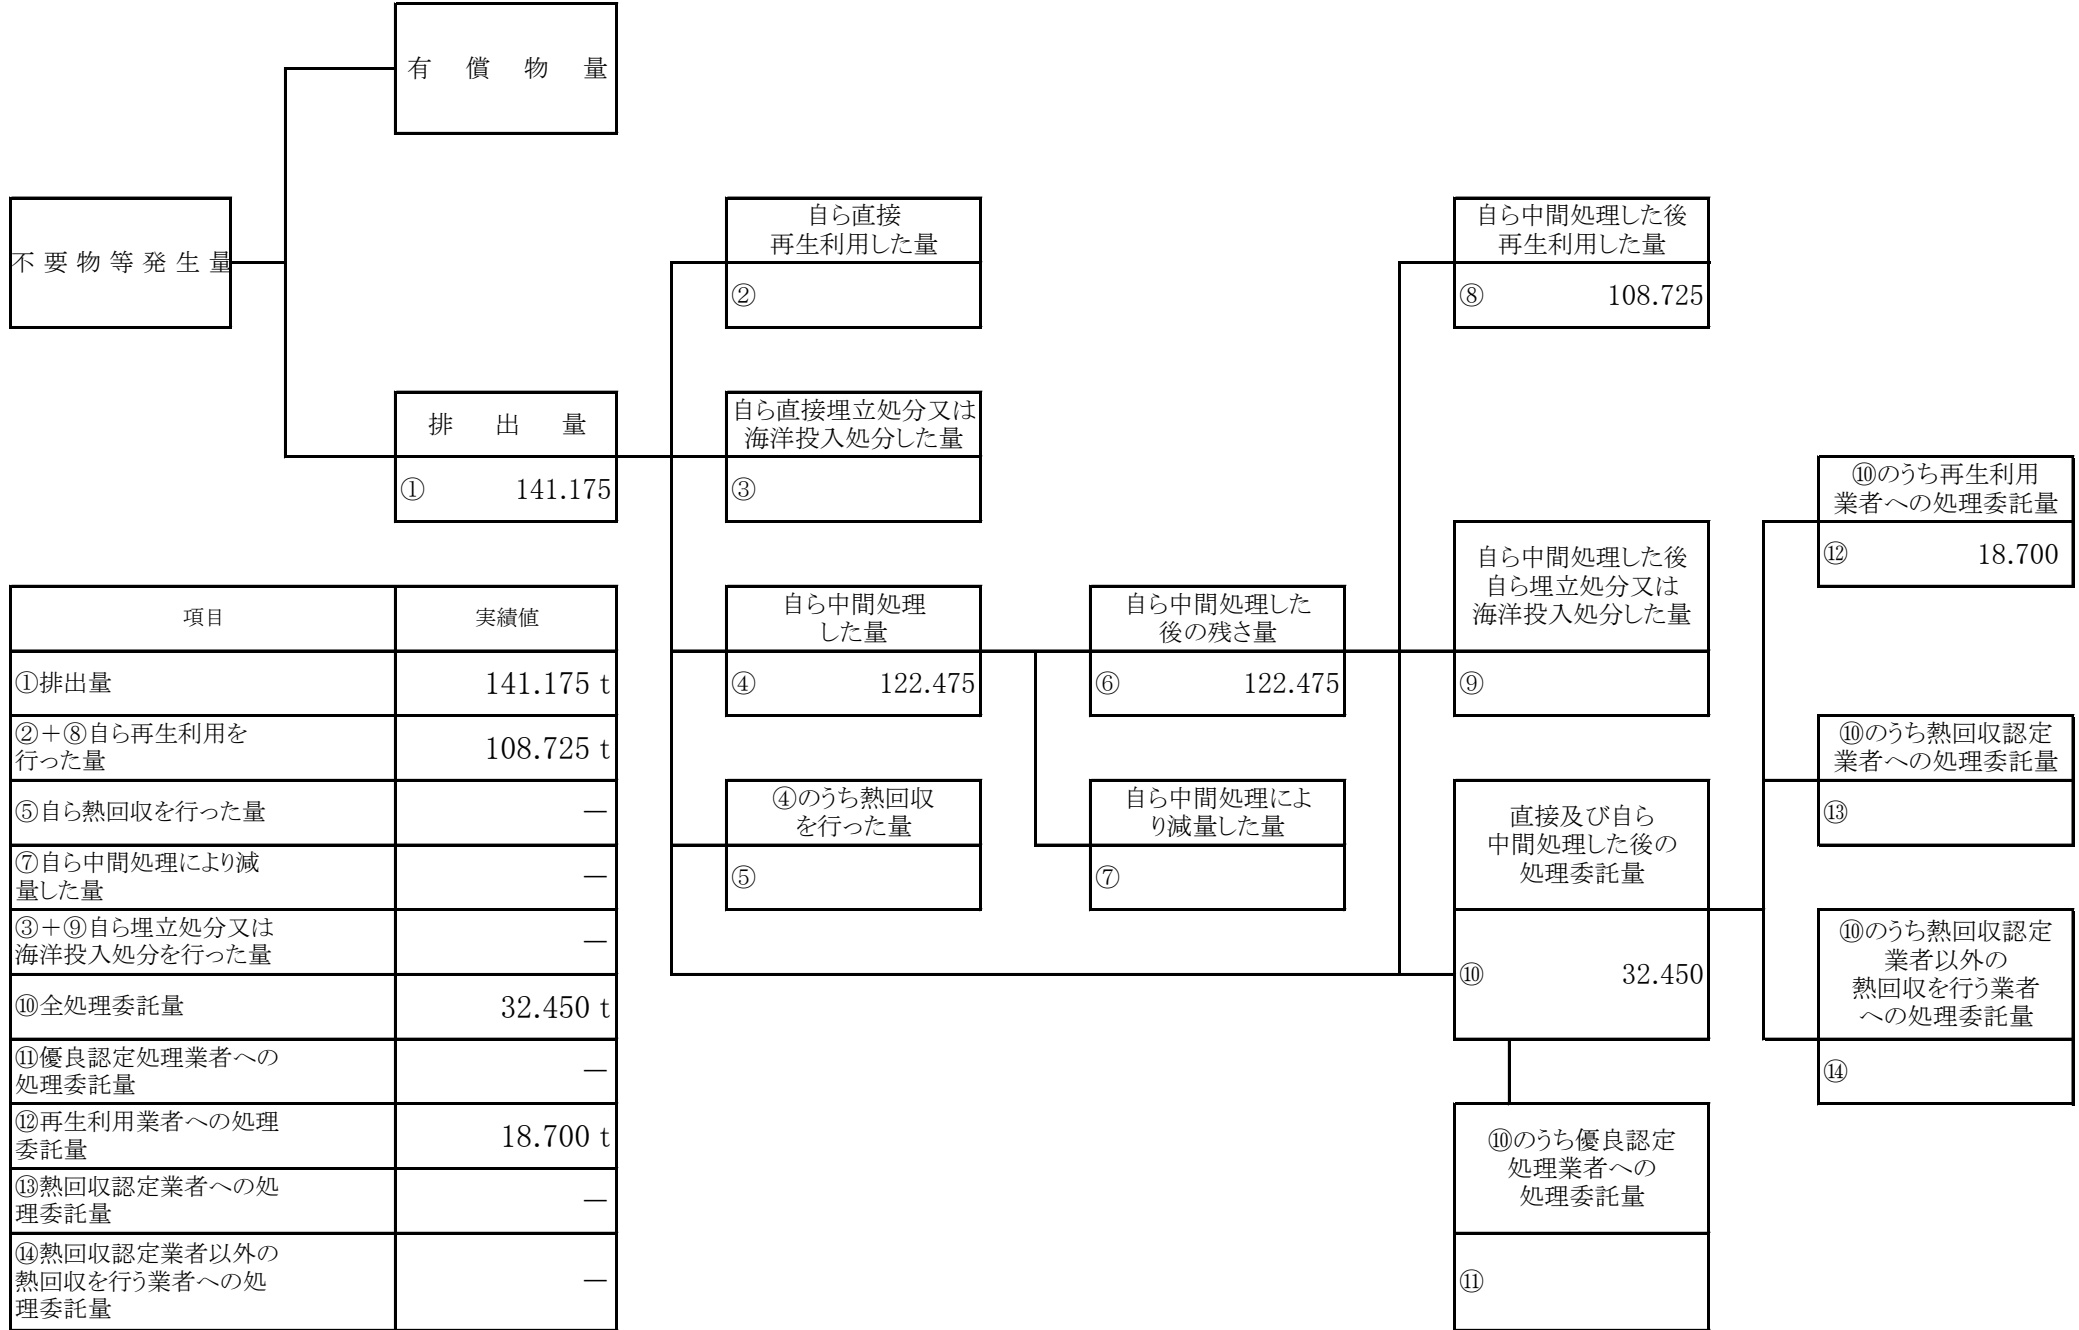 有償物量
不要物等発生量
自ら直接
再生利用した量
②
自ら中間処理した後
再生利用した量
⑧ 108.725
排出量
① 141.175
自ら直接埋立処分又は
海洋投入処分した量
③
⑩のうち再生利用
業者への処理委託量
⑫ 18.700
自ら中間処理した後
自ら埋立処分又は
海洋投入処分した量
⑨
自ら中間処理
した量
④ 122.475
自ら中間処理した
後の残さ量
⑥ 122.475
⑩のうち熱回収認定
業者への処理委託量
⑬
④のうち熱回収
を行った量
⑤
自ら中間処理によ
り減量した量
⑦
直接及び自ら
中間処理した後の
処理委託量
⑩ 32.450
⑩のうち熱回収認定
業者以外の
熱回収を行う業者
への処理委託量
⑭
⑩のうち優良認定
処理業者への
処理委託量
⑪
項目 実績値
①排出量 141.175 t
②＋⑧自ら再生利用を
行った量 108.725 t
⑤自ら熱回収を行った量 ―
⑦自ら中間処理により減
量した量 ―
③＋⑨自ら埋立処分又は
海洋投入処分を行った量 ―
⑩全処理委託量 32.450 t
⑪優良認定処理業者への
処理委託量 ―
⑫再生利用業者への処理
委託量 18.700 t
⑬熱回収認定業者への処
理委託量 ―
⑭熱回収認定業者以外の
熱回収を行う業者への処
理委託量 ―